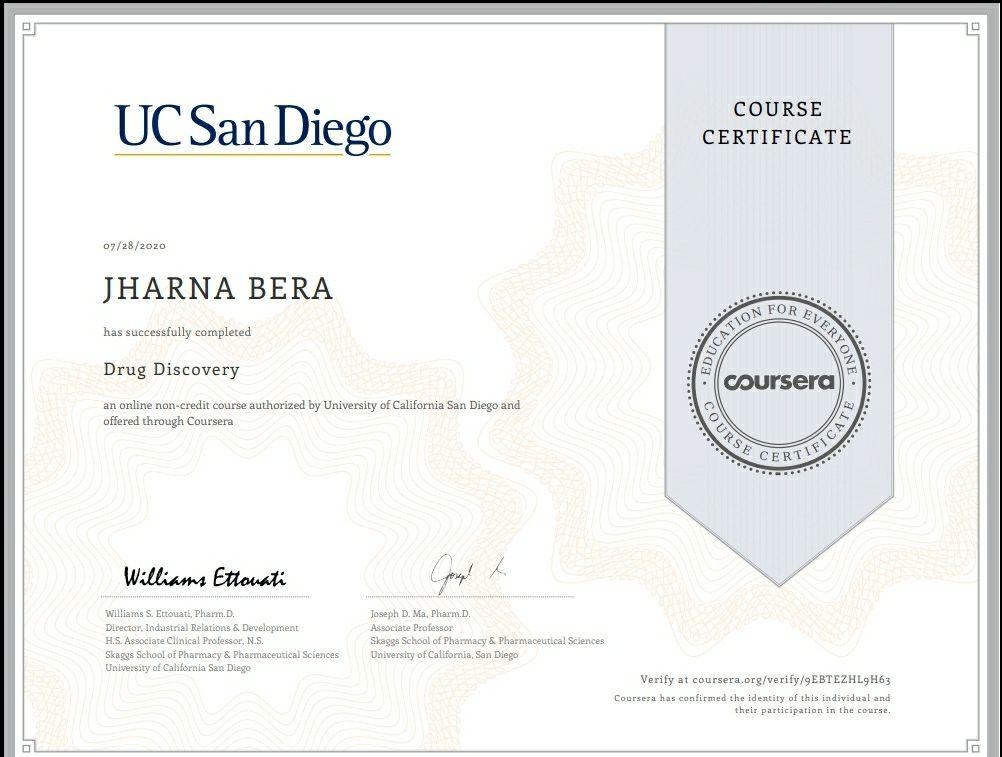 UC San Diego
COURSE
CERTIFICATE
07/28/2020
JHARNA BERA
has successfully completed
Drug Discovery
an online non-credit course authorized by University of California San Diego and
offered through Coursera
EDUCATION FOR EVERYONE
coursera
COURSE CERTIFICATE
Williams Ettouati
Joseph
Williams S. Ettouati, Pharm.D.
Director, Industrial Relations & Development
H.S. Associate Clinical Professor, N.S.
Skaggs School of Pharmacy & Pharmaceutical Sciences
University of California San Diego
Joseph D. Ma, Pharm.D.
Associate Professor
Skaggs School of Pharmacy & Pharmaceutical Sciences
University of California, San Diego
Verify at coursera.org/verify/9EBTEZHL9H63
Coursera has confirmed the identity of this individual and
their participation in the course.